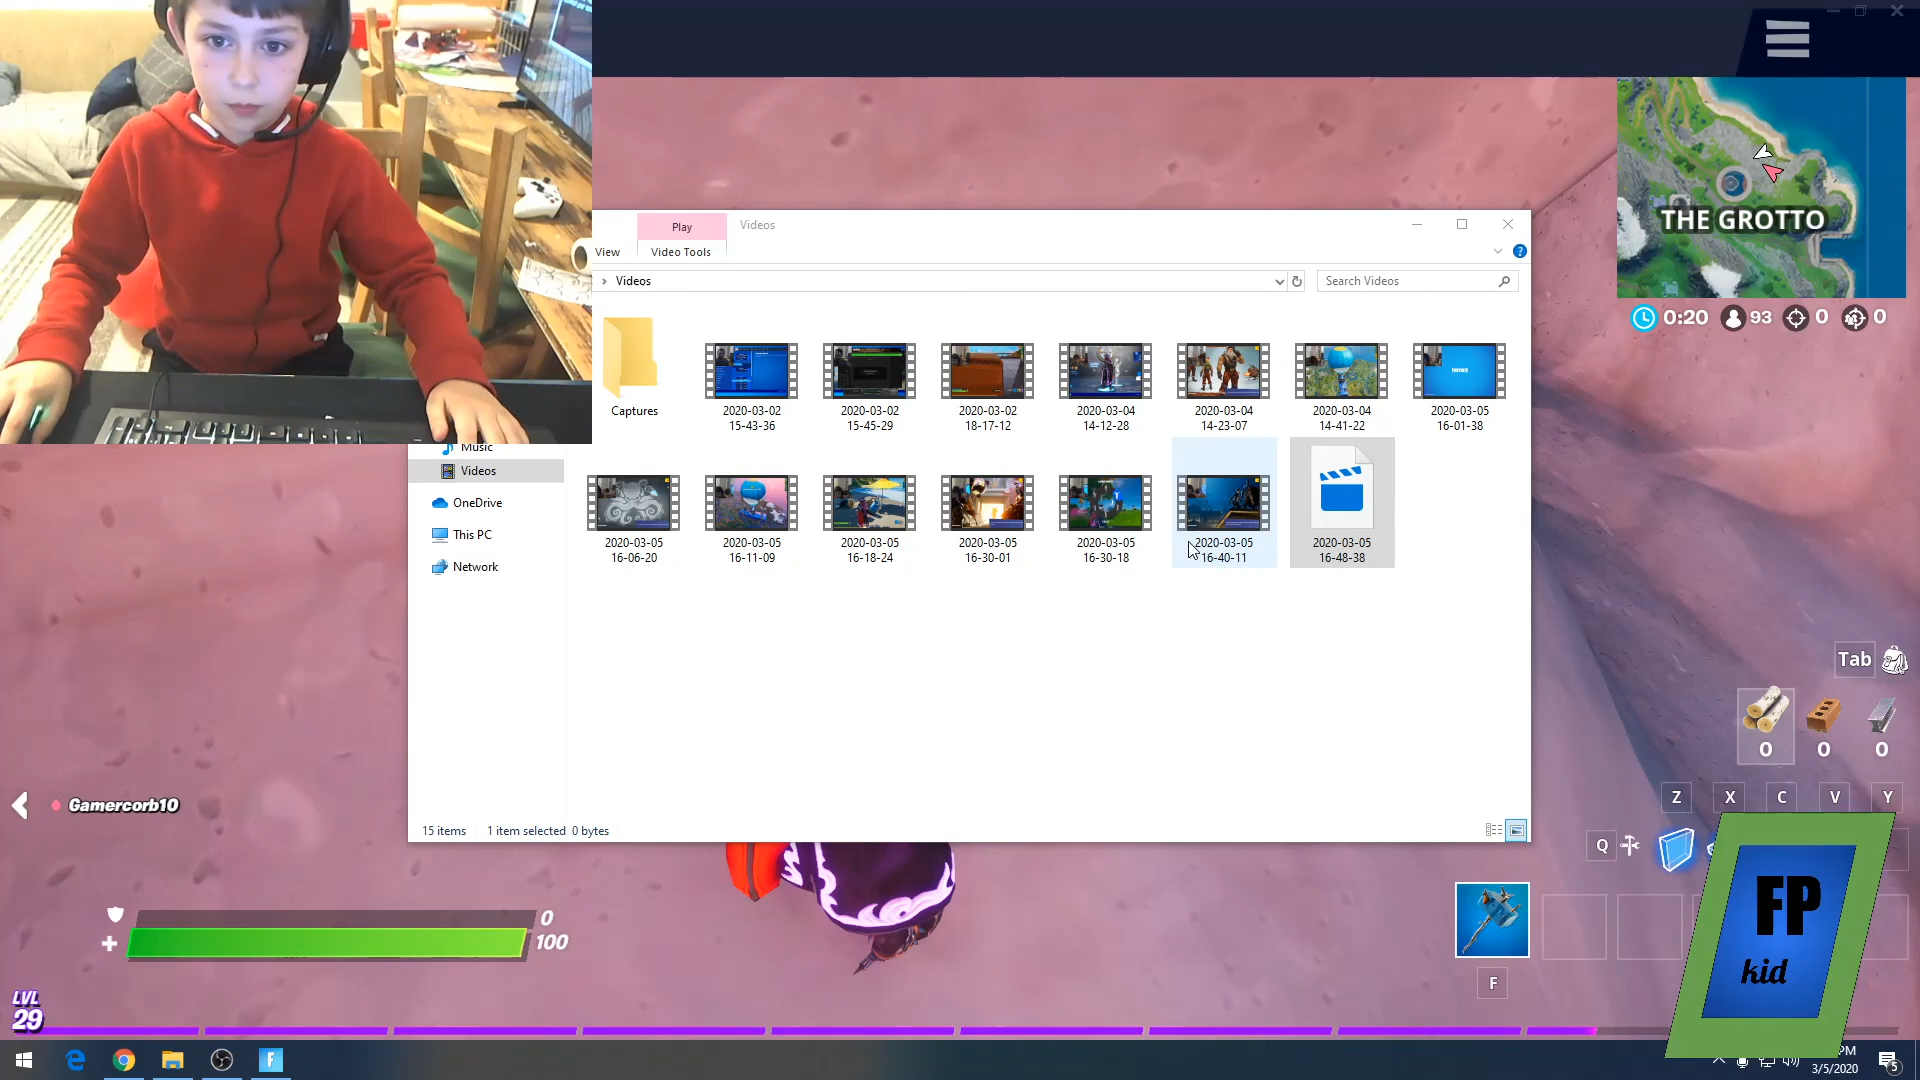 Play
Videos
View
Video Tools
Videos
Search Videos
THE GROTTO
0:20
93
0
0
Captures
2020-03-02
15-43-36
2020-03-02
15-45-29
2020-03-02
18-17-12
2020-03-04
14-12-28
2020-03-04
14-23-07
2020-03-04
14-41-22
2020-03-05
16-01-38
Music
Videos
OneDrive
This PC
Network
2020-03-05
16-06-20
2020-03-05
16-11-09
2020-03-05
16-18-24
2020-03-05
16-30-01
2020-03-05
16-30-18
2020-03-05
16-40-11
2020-03-05
16-48-38
Tab
0
0
0
Gamercorb10
Z
X
C
V
Y
15 items
1 item selected 0 bytes
Q
FP
kid
0
100
F
LVL
29
PM
3/5/2020
5